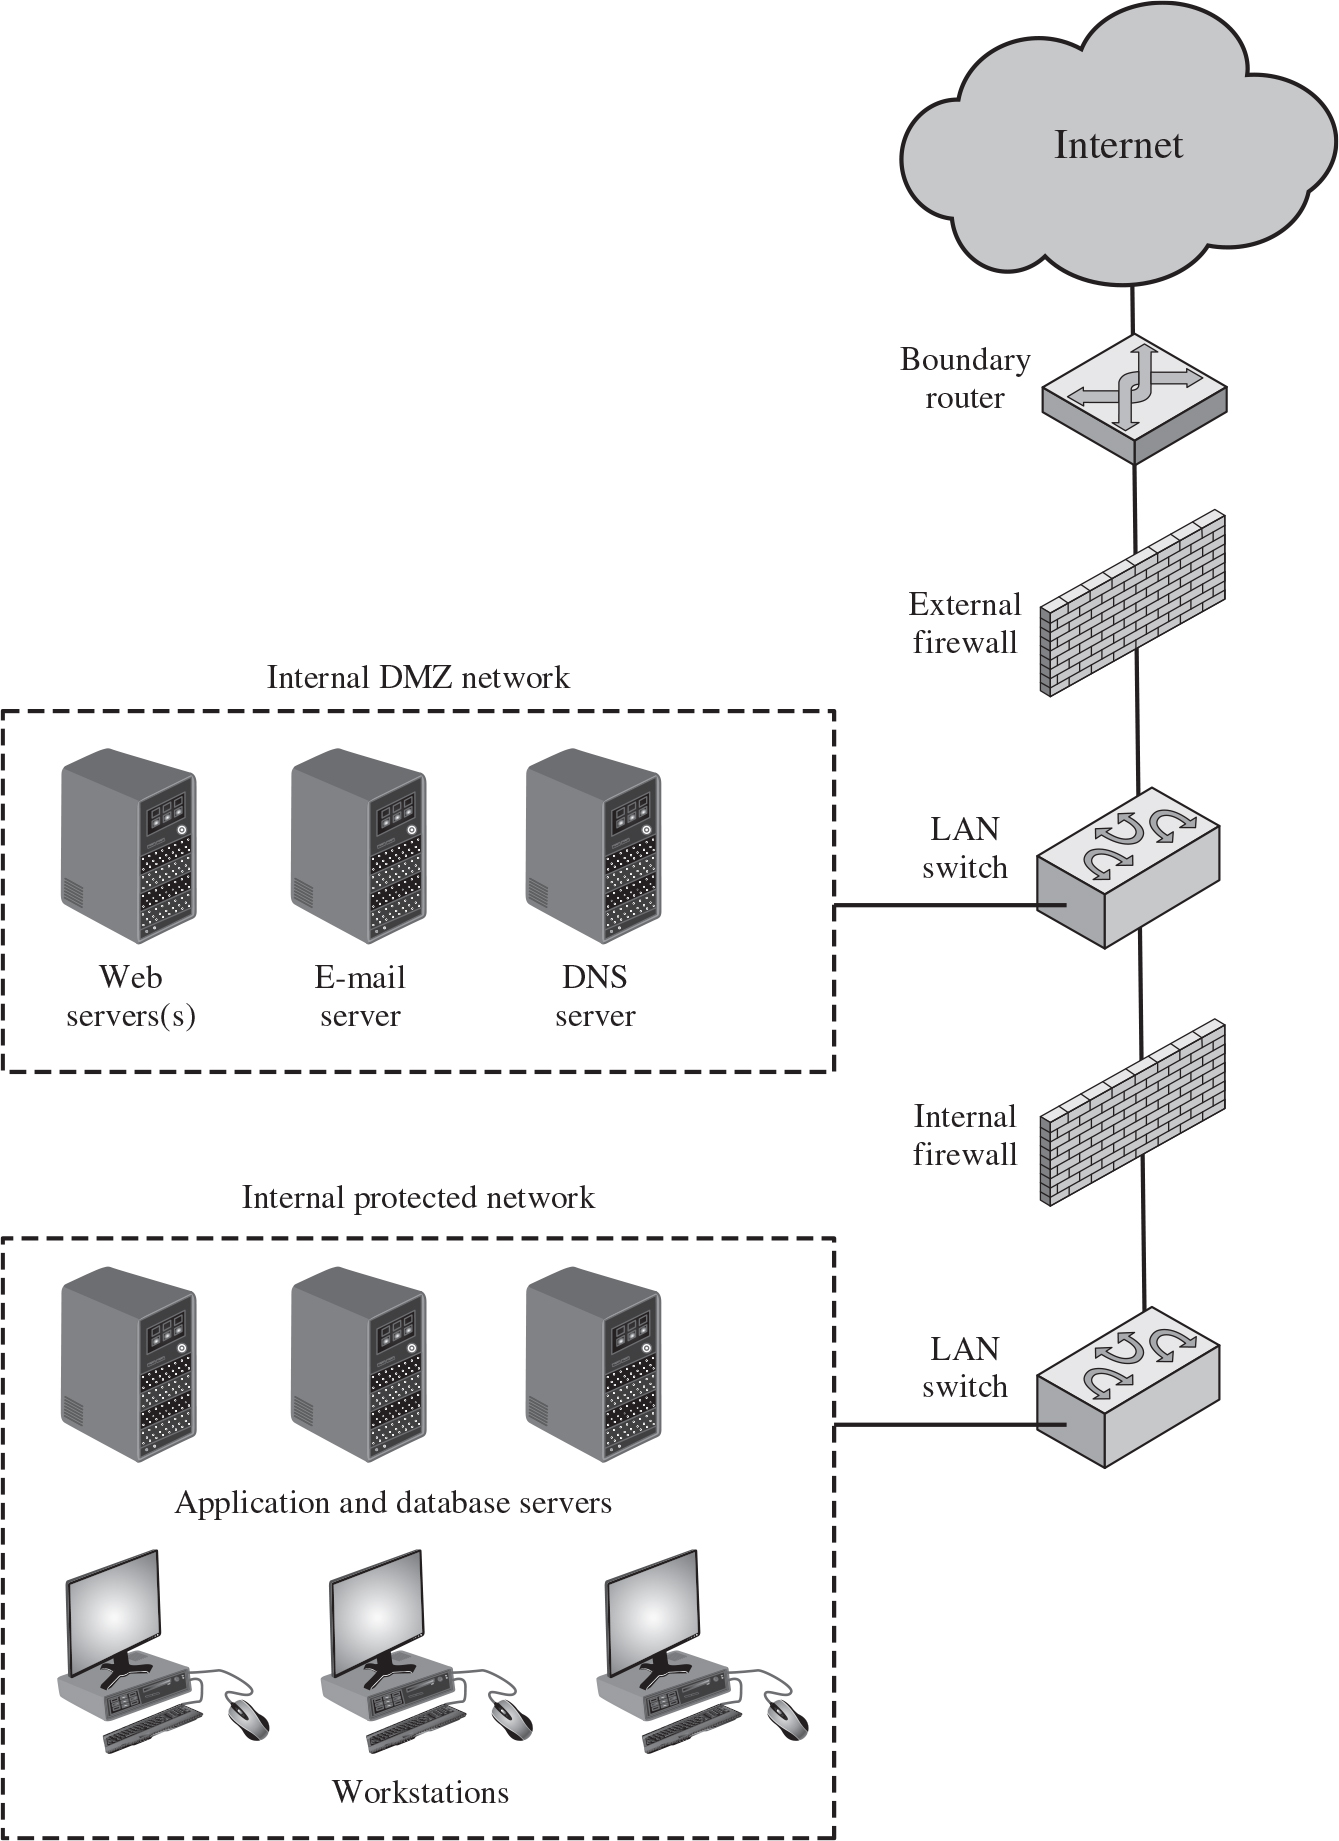 Internet
Boundary
router
External
firewall
Internal DMZ network
LAN
switch
Web
servers(s)
E-mail
server
DNS
server
Internal
firewall
Internal protected network
LAN
switch
Application and database servers
Workstations